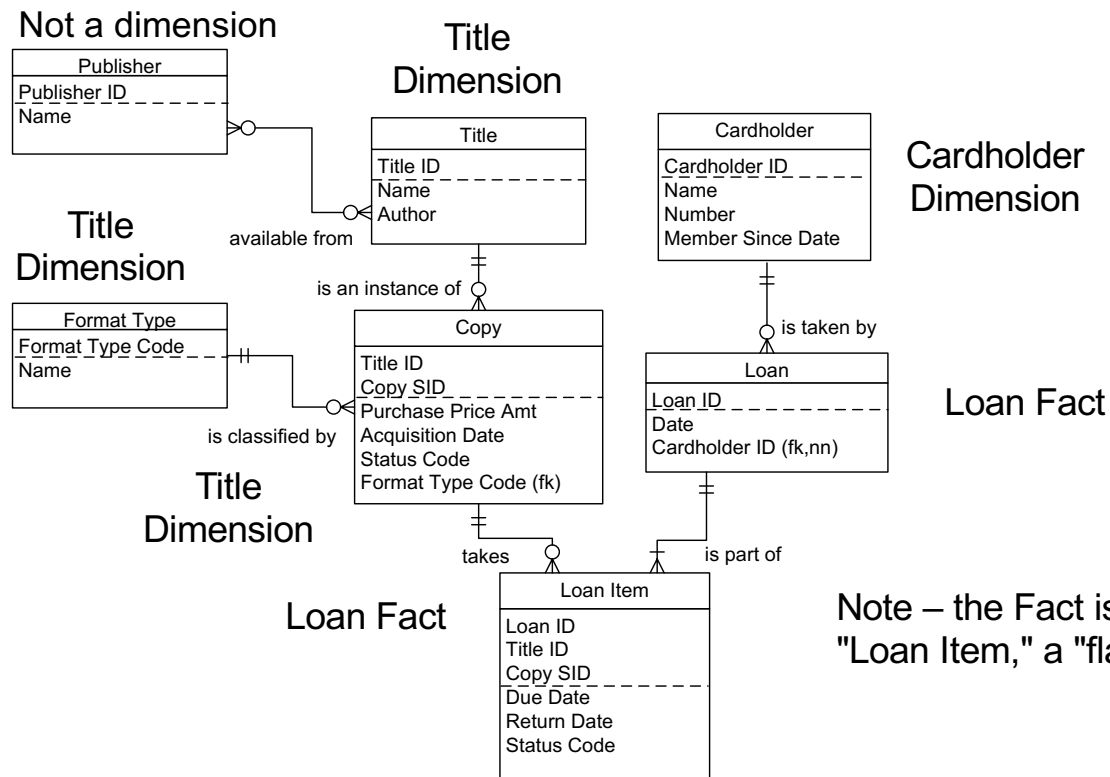 Not a dimension
Publisher
Publisher ID
Name
Title
Dimension
Title
Title ID
Name
Author
Cardholder
Cardholder ID
Name
Number
Member Since Date
Cardholder
Dimension
available from
Title
Dimension
Format Type
Format Type Code
Name
is an instance of
Copy
Title ID
Copy SID
Purchase Price Amt
Acquisition Date
Status Code
Format Type Code (fk)
is taken by
Loan
Loan ID
Date
Cardholder ID (fk,nn)
Loan Fact
is classified by
Title
Dimension
takes
is part of
Loan Fact
Loan Item
Loan ID
Title ID
Copy SID
Due Date
Return Date
Status Code
Note – the Fact is
"Loan Item," a "fla